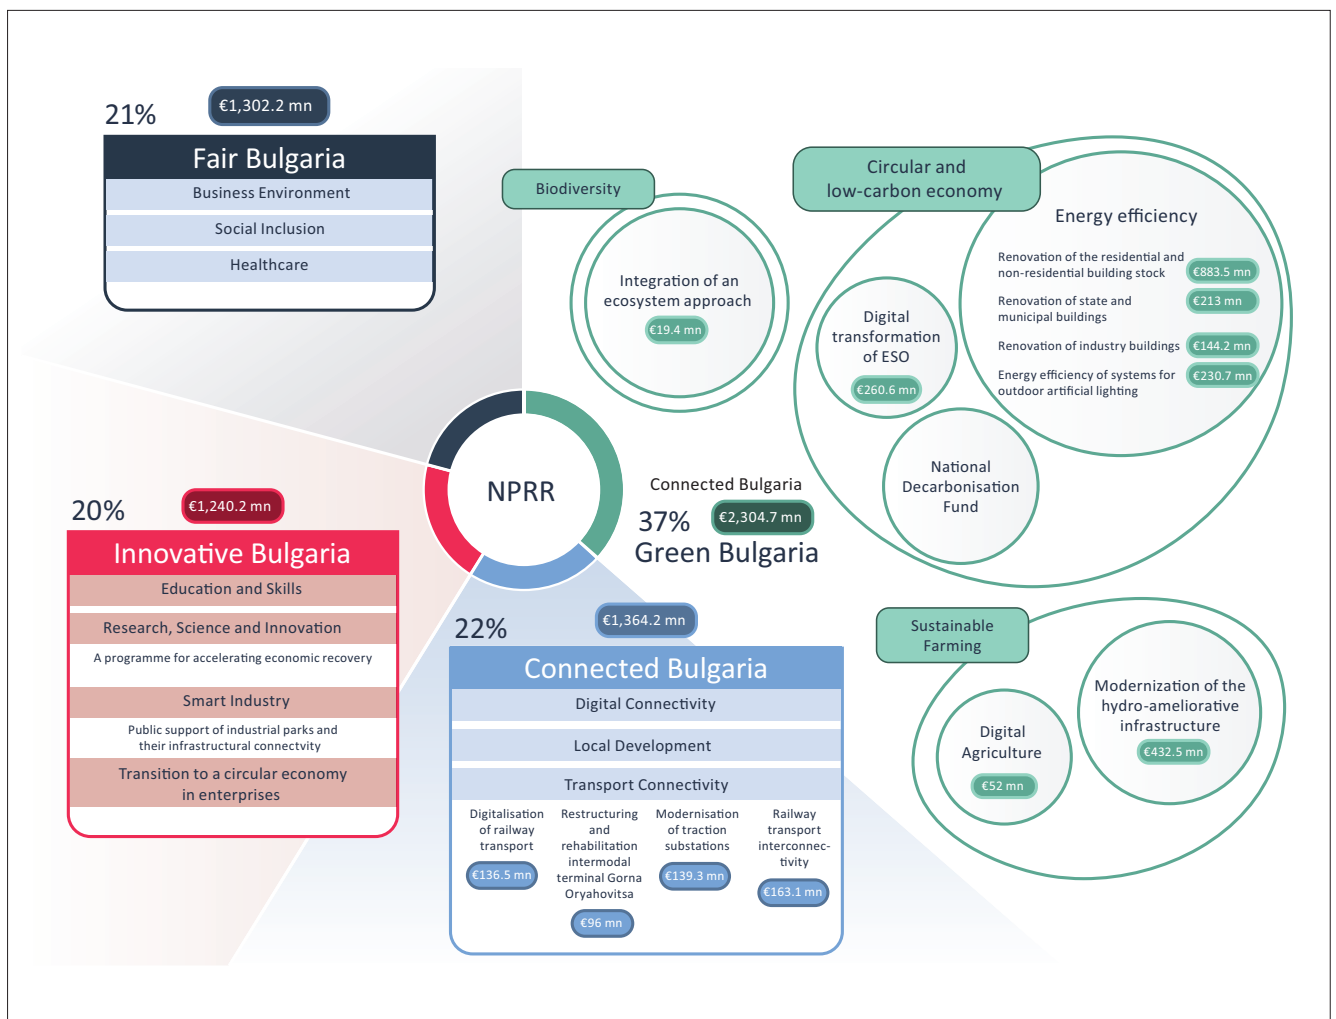 21%
€1,302.2 mn
Fair Bulgaria
Business Environment
Social Inclusion
Healthcare
Biodiversity
Integration of an
ecosystem approach
€19.4 mn
Circular and
low-carbon economy
Energy efficiency
Renovation of the residential and
non-residential building stock
€883.5 mn
Renovation of state and
municipal buildings
€213 mn
Renovation of industry buildings
€144.2 mn
Energy efficiency of systems for
outdoor artificial lighting
€230.7 mn
Digital
transformation
of ESO
€260.6 mn
National
Decarbonisation
Fund
NPRR
Connected Bulgaria
37%
€2,304.7 mn
Green Bulgaria
20%
€1,240.2 mn
Innovative Bulgaria
Education and Skills
Research, Science and Innovation
A programme for accelerating economic recovery
Smart Industry
Public support of industrial parks and
their infrastructural connectvity
Transition to a circular economy
in enterprises
22%
€1,364.2 mn
Connected Bulgaria
Digital Connectivity
Local Development
Transport Connectivity
Digitalisation
of railway
transport
€136.5 mn
Restructuring
and
rehabilitation
intermodal
terminal Gorna
Oryahovitsa
€96 mn
Modernisation
of traction
substations
€139.3 mn
Railway
transport
interconnec-
tivity
€163.1 mn
Sustainable
Farming
Digital
Agriculture
€52 mn
Modernization of the
hydro-ameliorative
infrastructure
€432.5 mn